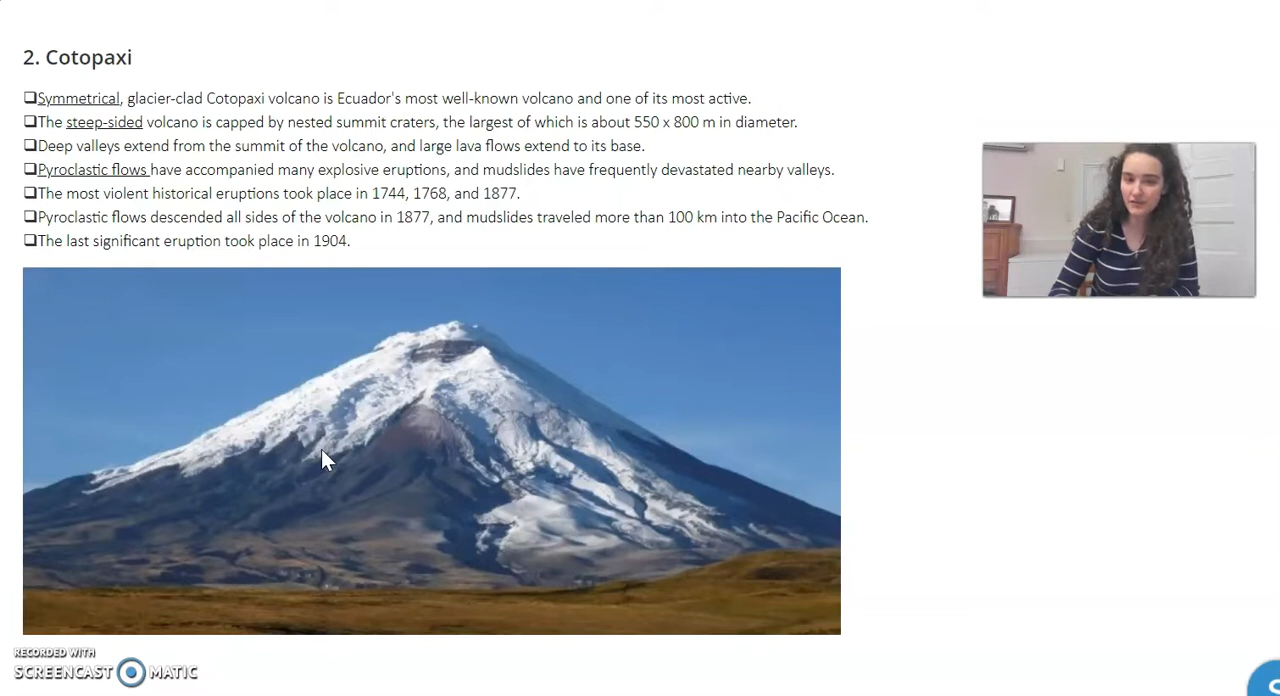 2. Cotopaxi
❑Symmetrical, glacier-clad Cotopaxi volcano is Ecuador's most well-known volcano and one of its most active.
❑The steep-sided volcano is capped by nested summit craters, the largest of which is about 550 x 800 m in diameter.
❑Deep valleys extend from the summit of the volcano, and large lava flows extend to its base.
❑Pyroclastic flows have accompanied many explosive eruptions, and mudslides have frequently devastated nearby valleys.
❑The most violent historical eruptions took place in 1744, 1768, and 1877.
❑Pyroclastic flows descended all sides of the volcano in 1877, and mudslides traveled more than 100 km into the Pacific Ocean.
❑The last significant eruption took place in 1904.
RECORDED WITH
SCREENCAST MATIC